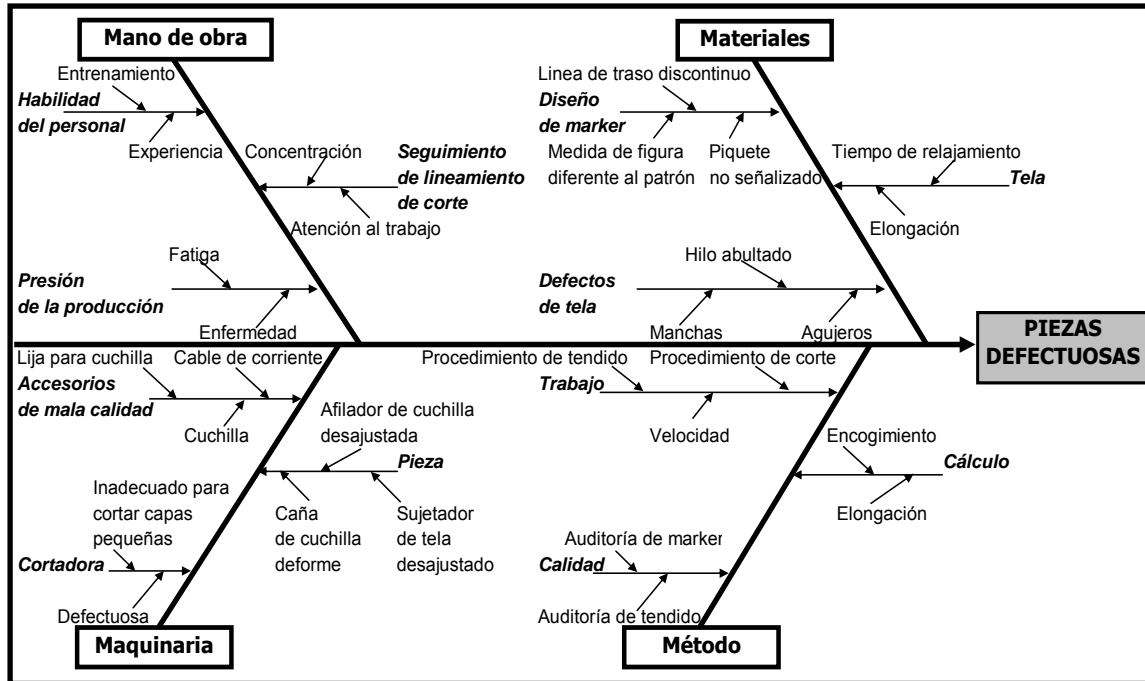 Mano de obra
Materiales
Entrenamiento
Habilidad
del personal
Experiencia
Concentración
Seguimiento
de lineamiento
de corte
Atención al trabajo
Fatiga
Presión
de la producción
Enfermedad
Linea de traso discontinuo
Diseño
de marker
Medida de figura
diferente al patrón
Piquete
no señalizado
Tiempo de relajamiento
Tela
Elongación
Hilo abultado
Defectos
de tela
Manchas
Agujeros
PIEZAS
DEFECTUOSAS
Lija para cuchilla
Cable de corriente
Accesorios
de mala calidad
Cuchilla
Afilador de cuchilla
desajustada
Pieza
Caña
de cuchilla
deforme
Sujetador
de tela
desajustado
Inadecuado para
cortar capas
pequeñas
Cortadora
Defectuosa
Maquinaria
Procedimiento de tendido
Procedimiento de corte
Trabajo
Velocidad
Encogimiento
Cálculo
Elongación
Auditoría de marker
Calidad
Auditoría de tendido
Método